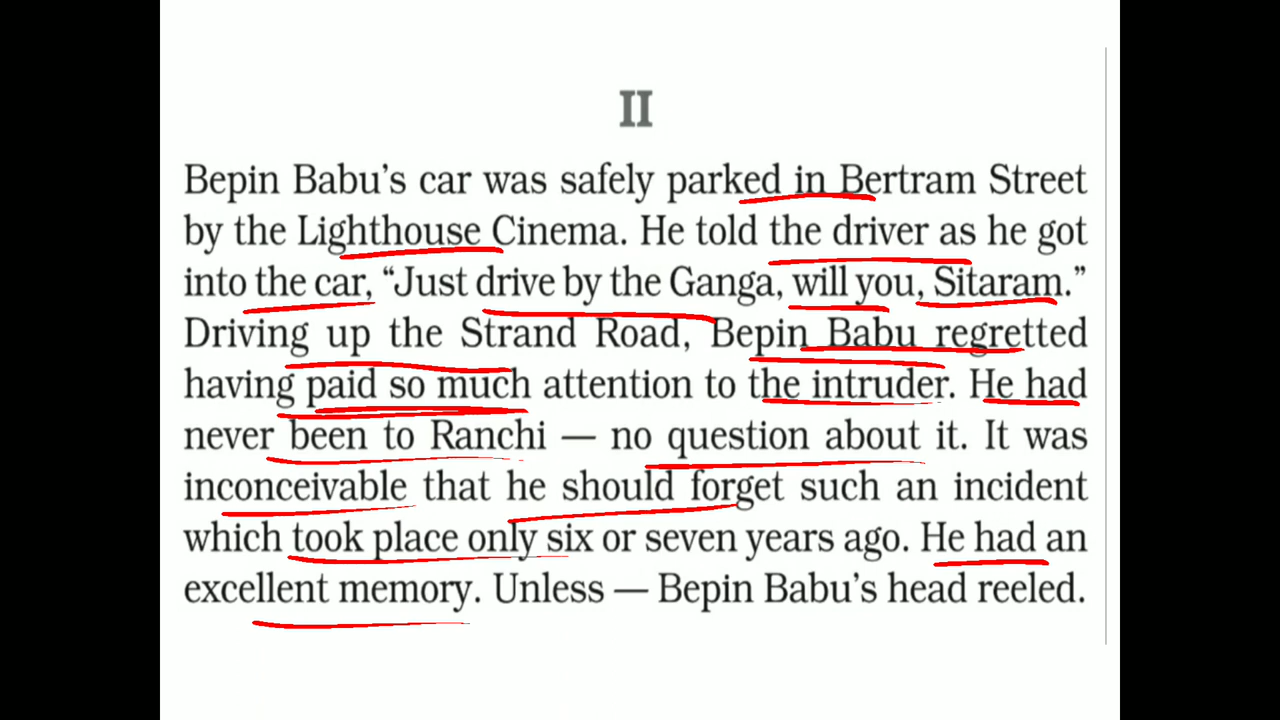 II
Bepin Babu’s car was safely parked in Bertram Street
by the Lighthouse Cinema. He told the driver as he got
into the car, “Just drive by the Ganga, will you, Sitaram.”
Driving up the Strand Road, Bepin Babu regretted
having paid so much attention to the intruder. He had
never been to Ranchi — no question about it. It was
inconceivable that he should forget such an incident
which took place only six or seven years ago. He had an
excellent memory. Unless — Bepin Babu’s head reeled.